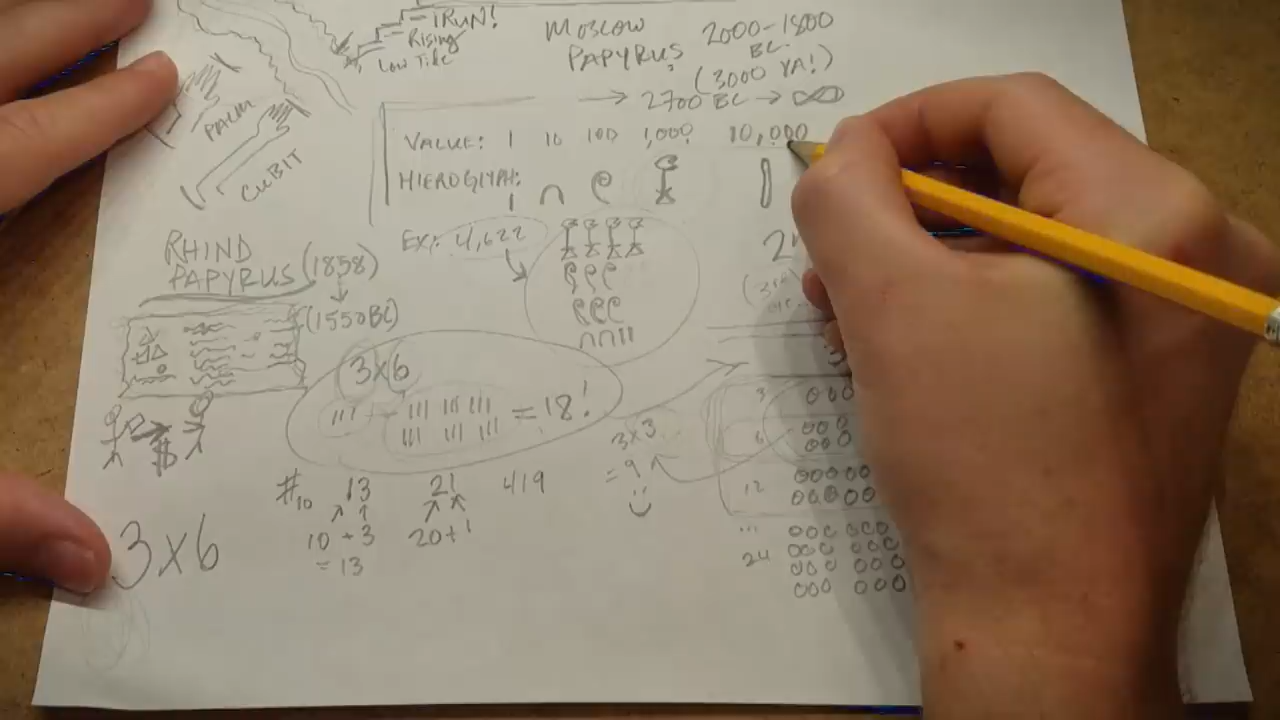 RUN!
Rising
Low Tide
PALM
CUBIT
MOSCOW
PAPYRUS
2000-1800
BC.
(3000 YA!)
→ 2700 BC → ∞
VALUE: 1 10 100 1,000 10,000
HIEROGLYPH:
EX: 4,622
RHIND
PAPYRUS (1858)
(1550 BC)
3x6
= 18!
3x3
= 9
3
6
12
...
24
#10 13 21 419
10 + 3 20+1
= 13
3x6